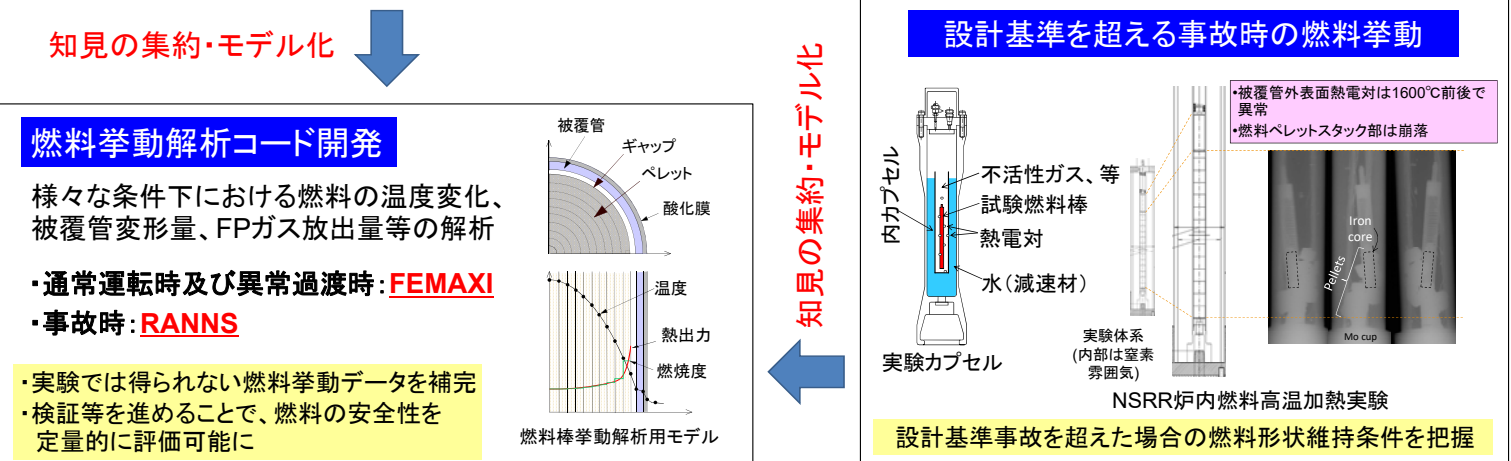 知見の集約・モデル化
燃料挙動解析コード開発
様々な条件下における燃料の温度変化、
被覆管変形量、FPガス放出量等の解析
・通常運転時及び異常過渡時：FEMAXI
・事故時：RANNS
・実験では得られない燃料挙動データを補完
・検証等を進めることで、燃料の安全性を
定量的に評価可能に
被覆管
ギャップ
ペレット
酸化膜
温度
熱出力
燃焼度
燃料棒挙動解析用モデル
知見の集約・モデル化
設計基準を超える事故時の燃料挙動
内カプセル
不活性ガス、等
試験燃料棒
熱電対
水（減速材）
実験カプセル
•被覆管外表面熱電対は1600℃前後で
異常
•燃料ペレットスタック部は崩落
Iron
core
Pellets
Mo cup
実験体系
(内部は窒素
雰囲気)
NSRR炉内燃料高温加熱実験
設計基準事故を超えた場合の燃料形状維持条件を把握